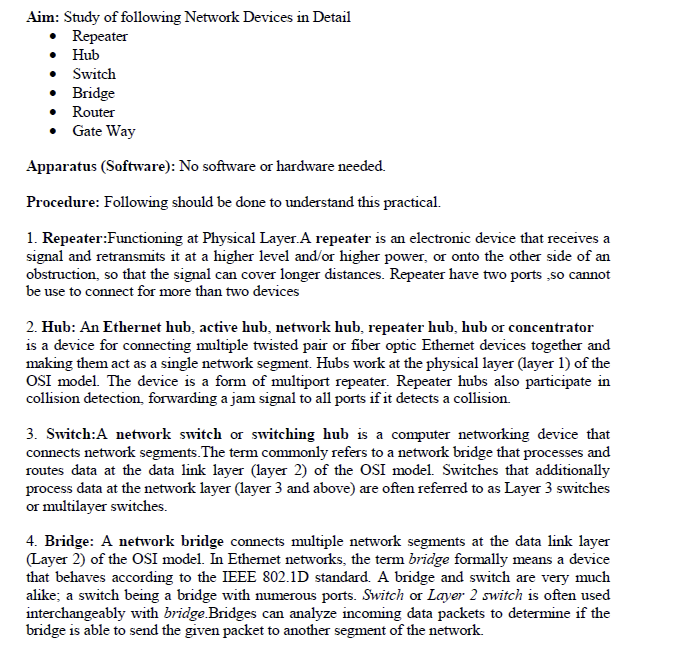 Aim: Study of following Network Devices in Detail
• Repeater
• Hub
• Switch
• Bridge
• Router
• Gate Way
Apparatus (Software): No software or hardware needed.
Procedure: Following should be done to understand this practical.
1. Repeater:Functioning at Physical Layer.A repeater is an electronic device that receives a
signal and retransmits it at a higher level and/or higher power, or onto the other side of an
obstruction, so that the signal can cover longer distances. Repeater have two ports ,so cannot
be use to connect for more than two devices
2. Hub: An Ethernet hub, active hub, network hub, repeater hub, hub or concentrator
is a device for connecting multiple twisted pair or fiber optic Ethernet devices together and
making them act as a single network segment. Hubs work at the physical layer (layer 1) of the
OSI model. The device is a form of multiport repeater. Repeater hubs also participate in
collision detection, forwarding a jam signal to all ports if it detects a collision.
3. Switch:A network switch or switching hub is a computer networking device that
connects network segments.The term commonly refers to a network bridge that processes and
routes data at the data link layer (layer 2) of the OSI model. Switches that additionally
process data at the network layer (layer 3 and above) are often referred to as Layer 3 switches
or multilayer switches.
4. Bridge: A network bridge connects multiple network segments at the data link layer
(Layer 2) of the OSI model. In Ethernet networks, the term bridge formally means a device
that behaves according to the IEEE 802.1D standard. A bridge and switch are very much
alike; a switch being a bridge with numerous ports. Switch or Layer 2 switch is often used
interchangeably with bridge.Bridges can analyze incoming data packets to determine if the
bridge is able to send the given packet to another segment of the network.